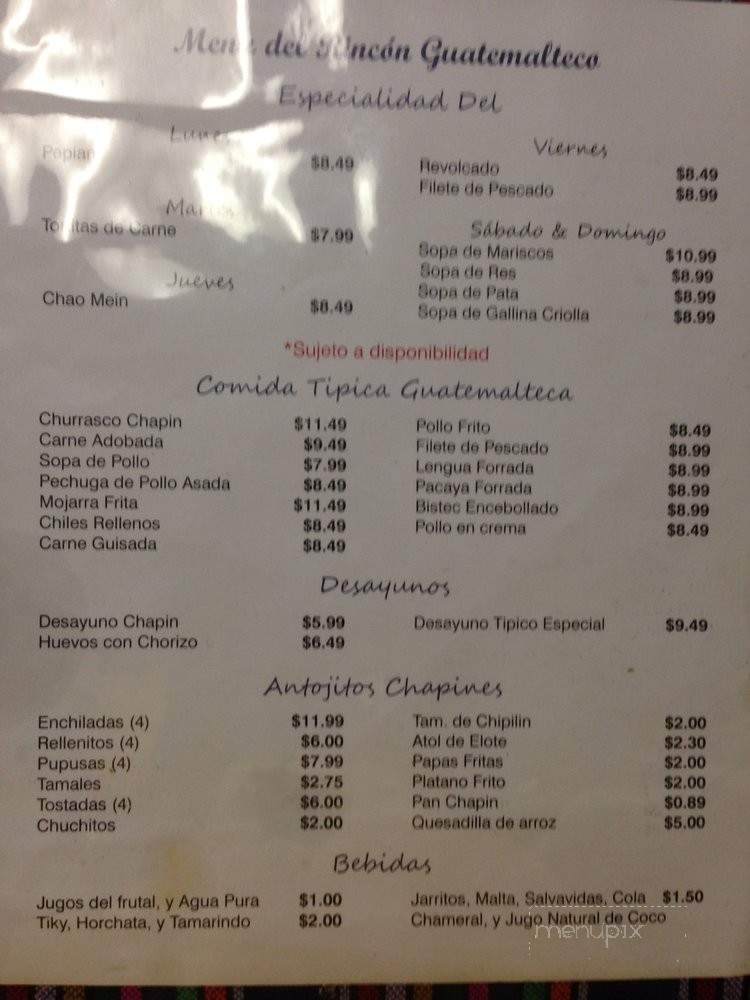 Menu del Rincón Guatemalteco
Especialidad Del
Lunes
Pepian $8.49
Martes
Tortitas de Carne $7.99
Jueves
Chao Mein $8.49
Viernes
Revolcado $8.49
Filete de Pescado $8.99
Sábado & Domingo
Sopa de Mariscos $10.99
Sopa de Res $8.99
Sopa de Pata $8.99
Sopa de Gallina Criolla $8.99
*Sujeto a disponibilidad
Comida Tipica Guatemalteca
Churrasco Chapin $11.49
Carne Adobada $9.49
Sopa de Pollo $7.99
Pechuga de Pollo Asada $8.49
Mojarra Frita $11.49
Chiles Rellenos $8.49
Carne Guisada $8.49
Pollo Frito $8.49
Filete de Pescado $8.99
Lengua Forrada $8.99
Pacaya Forrada $8.99
Bistec Encebollado $8.99
Pollo en crema $8.49
Desayunos
Desayuno Chapin $5.99
Huevos con Chorizo $6.49
Desayuno Tipico Especial $9.49
Antojitos Chapines
Enchiladas (4) $11.99
Rellenitos (4) $6.00
Pupusas (4) $7.99
Tamales $2.75
Tostadas (4) $6.00
Chuchitos $2.00
Tam. de Chipilin $2.00
Atol de Elote $2.30
Papas Fritas $2.00
Platano Frito $2.00
Pan Chapin $0.89
Quesadilla de arroz $5.00
Bebidas
Jugos del frutal, y Agua Pura $1.00
Tiky, Horchata, y Tamarindo $2.00
Jarritos, Malta, Salvavidas, Cola $1.50
Chameral, y Jugo Natural de Coco
menupix